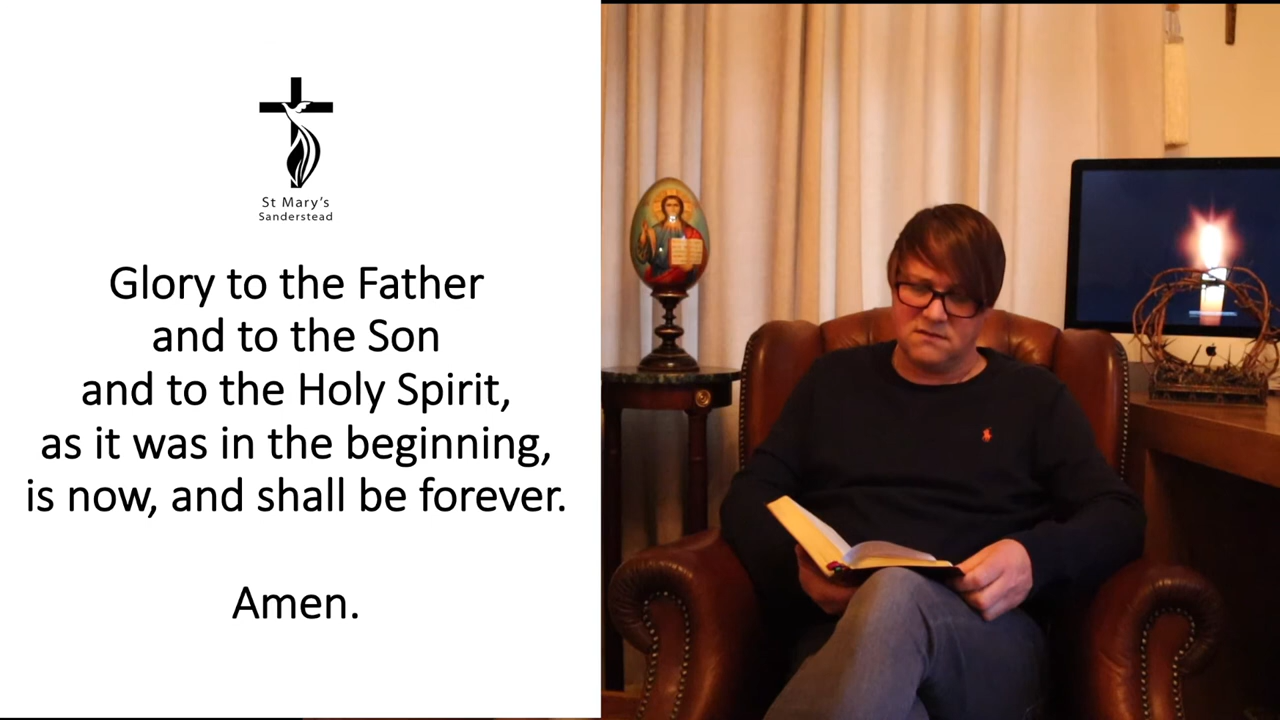 St Mary's
Sanderstead
Glory to the Father
and to the Son
and to the Holy Spirit,
as it was in the beginning,
is now, and shall be forever.
Amen.